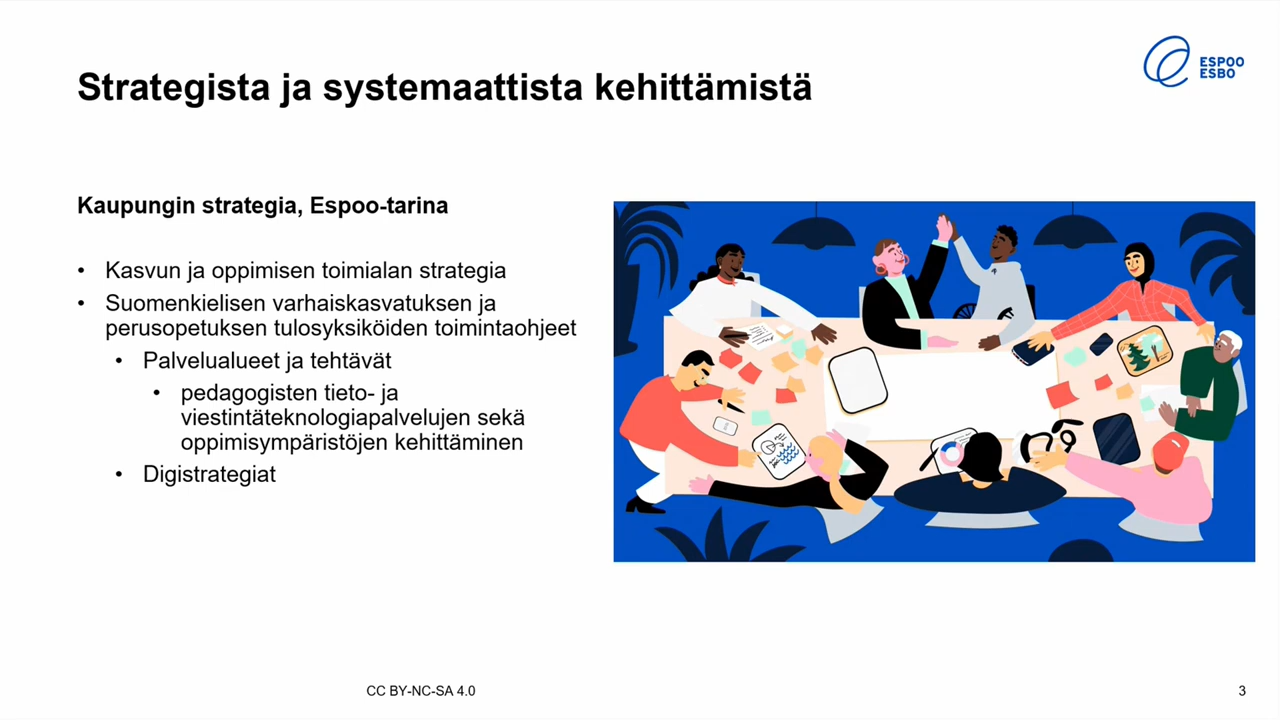 ESPOO
ESBO
Strategista ja systemaattista kehittämistä
Kaupungin strategia, Espoo-tarina
• Kasvun ja oppimisen toimialan strategia
• Suomenkielisen varhaiskasvatuksen ja
perusopetuksen tulosyksiköiden toimintaohjeet
• Palvelualueet ja tehtävät
• pedagogisten tieto- ja
viestintäteknologiapalvelujen sekä
oppimisympäristöjen kehittäminen
• Digistrategiat
CC BY-NC-SA 4.0
3